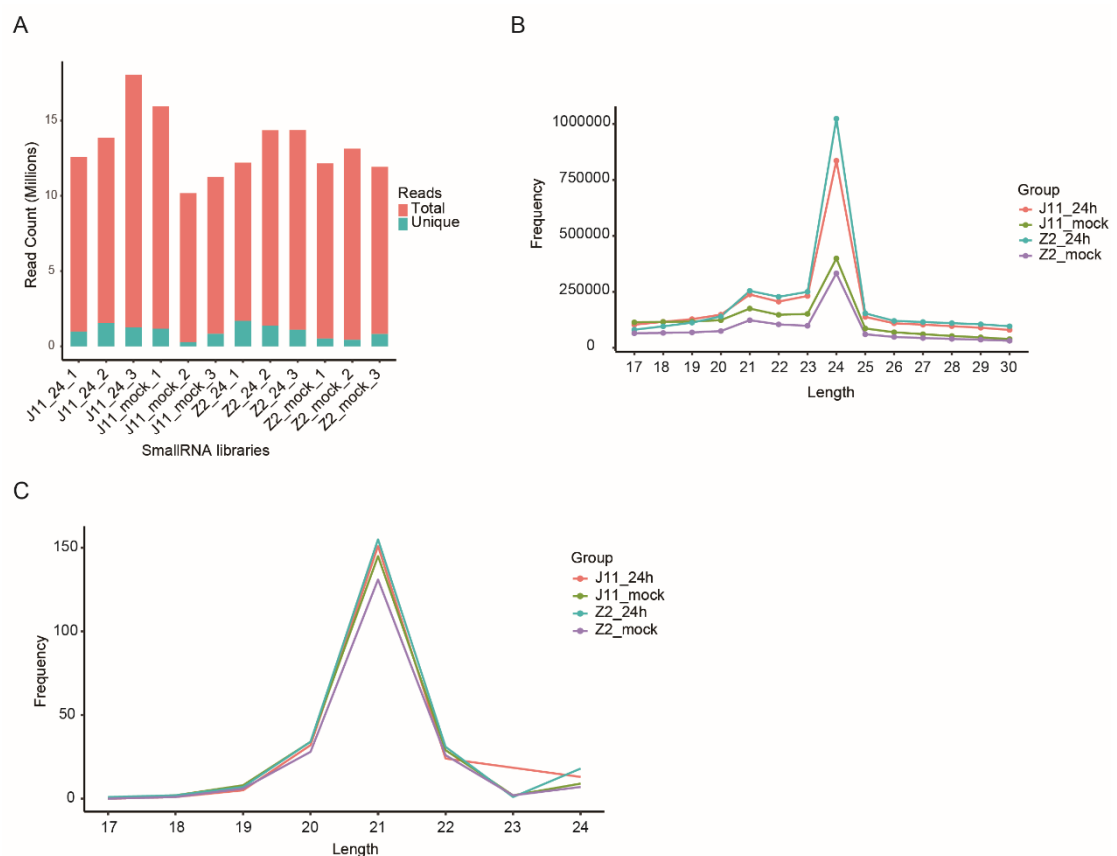 A
Read Count (Millions)
15
10
5
0
Reads
Total
Unique
J11_24_1
J11_24_2
J11_24_3
J11_mock_1
J11_mock_2
J11_mock_3
Z2_24_1
Z2_24_2
Z2_24_3
Z2_mock_1
Z2_mock_2
Z2_mock_3
SmallRNA libraries
B
Frequency
1000000
750000
500000
250000
0
17 18 19 20 21 22 23 24 25 26 27 28 29 30
Length
Group
J11_24h
J11_mock
Z2_24h
Z2_mock
C
Frequency
150
100
50
0
17 18 19 20 21 22 23 24
Length
Group
J11_24h
J11_mock
Z2_24h
Z2_mock